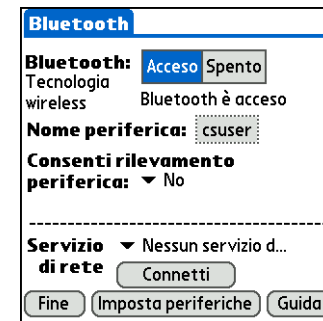 Bluetooth
Bluetooth: Acceso Spento
Tecnologia
wireless Bluetooth è acceso
Nome periferica: csuser
Consenti rilevamento
periferica: No
Servizio Nessun servizio d...
di rete Connetti
Fine Imposta periferiche Guida